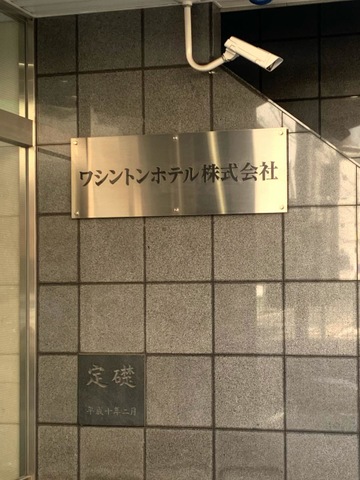 ワシントンホテル株式会社
定礎
平成十年二月